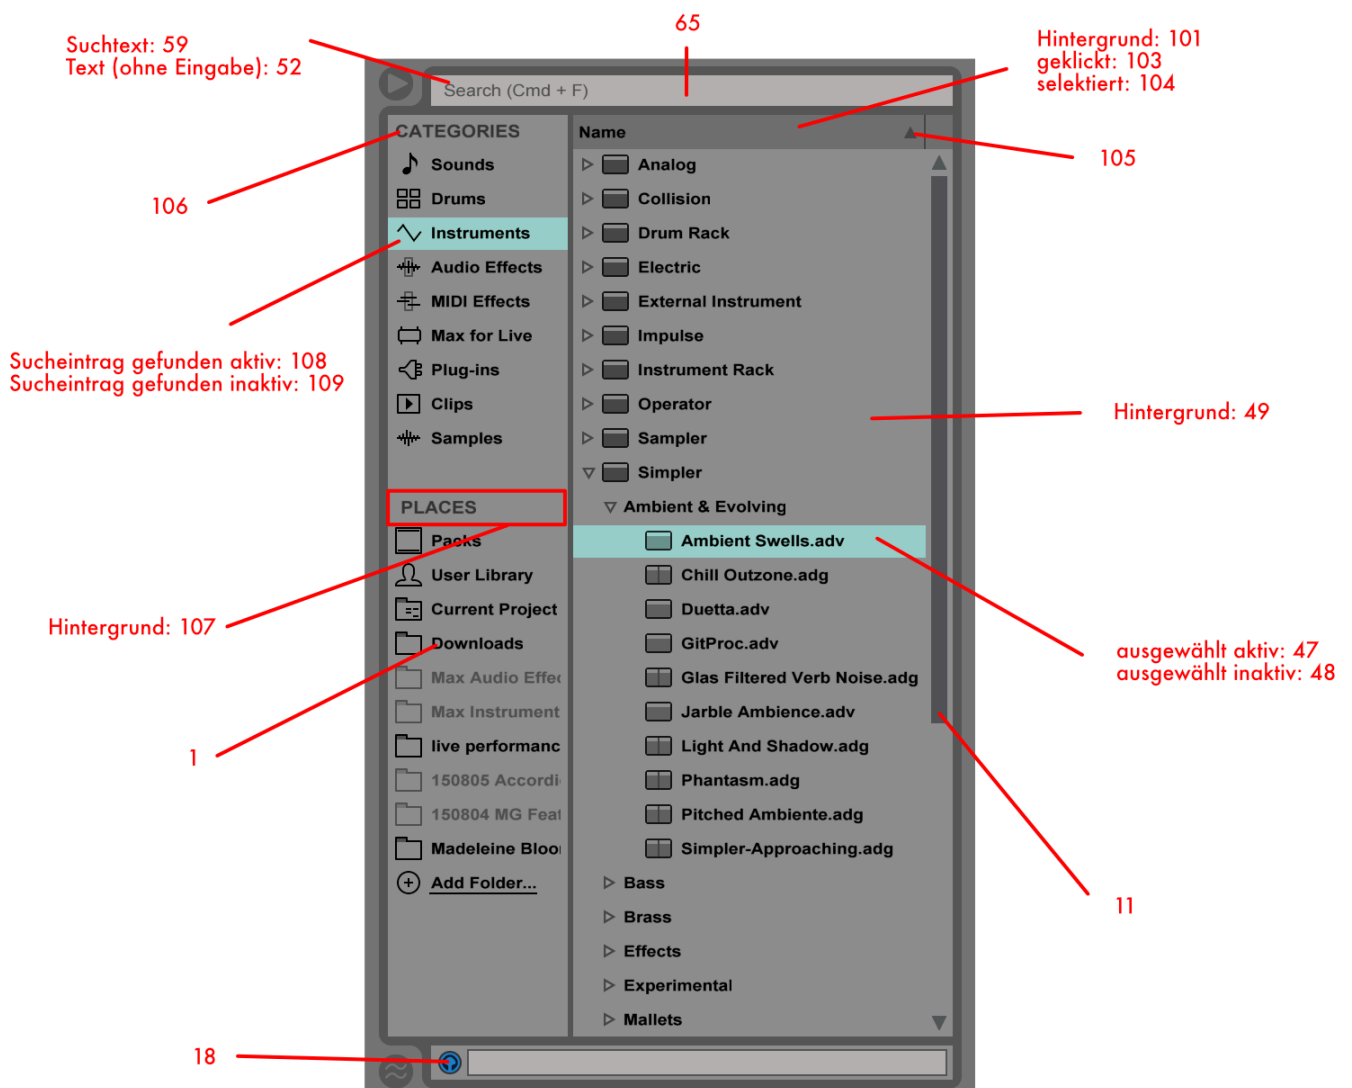 65
Suchtext: 59
Text (ohne Eingabe): 52
Hintergrund: 101
geklickt: 103
selektiert: 104
Search (Cmd + F)
CATEGORIES
Name
105
Sounds
Analog
106
Drums
Collision
Instruments
Drum Rack
Audio Effects
Electric
MIDI Effects
External Instrument
Max for Live
Impulse
Sucheintrag gefunden aktiv: 108
Sucheintrag gefunden inaktiv: 109
Plug-ins
Instrument Rack
Clips
Operator
Hintergrund: 49
Samples
Sampler
Simpler
PLACES
Ambient & Evolving
Packs
Ambient Swells.adv
User Library
Chill Outzone.adg
Current Project
Duetta.adv
Hintergrund: 107
Downloads
GitProc.adv
ausgewählt aktiv: 47
ausgewählt inaktiv: 48
Max Audio Effec
Glas Filtered Verb Noise.adg
Max Instrument
Jarble Ambience.adv
1
live performanc
Light And Shadow.adg
150805 Accordi
Phantasm.adg
150804 MG Feat
Pitched Ambiente.adg
Madeleine Bloo
Simpler-Approaching.adg
Add Folder...
Bass
11
Brass
Effects
Experimental
Mallets
18